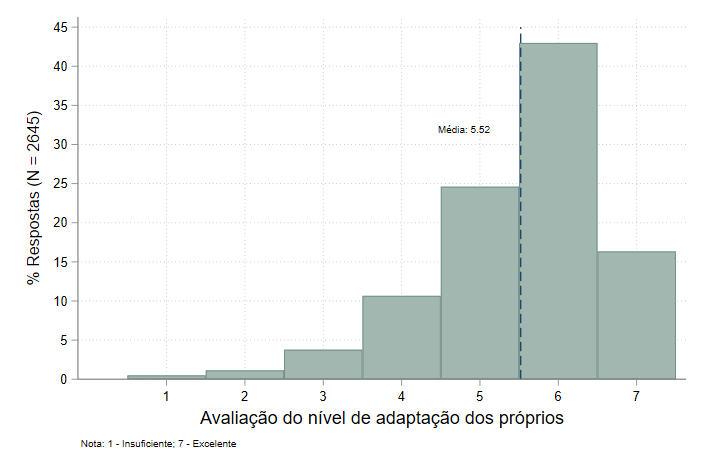 % Respostas (N = 2645)
45
40
35
30
25
20
15
10
5
0
Média: 5.52
1 2 3 4 5 6 7
Avaliação do nível de adaptação dos próprios
Nota: 1 - Insuficiente; 7 - Excelente